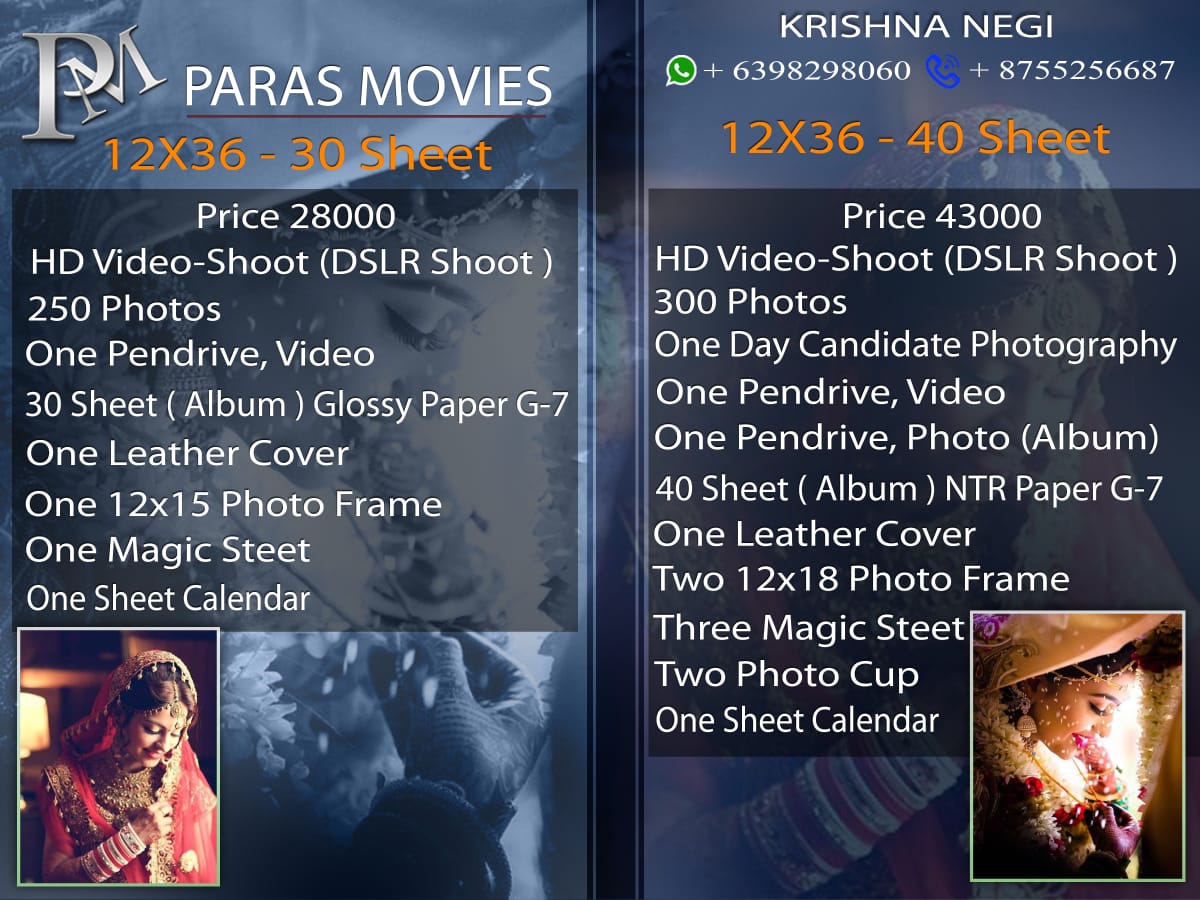 PM
PARAS MOVIES
12X36 - 30 Sheet
Price 28000
HD Video-Shoot (DSLR Shoot )
250 Photos
One Pendrive, Video
30 Sheet ( Album ) Glossy Paper G-7
One Leather Cover
One 12x15 Photo Frame
One Magic Steet
One Sheet Calendar
KRISHNA NEGI
+ 6398298060 + 8755256687
12X36 - 40 Sheet
Price 43000
HD Video-Shoot (DSLR Shoot )
300 Photos
One Day Candidate Photography
One Pendrive, Video
One Pendrive, Photo (Album)
40 Sheet ( Album ) NTR Paper G-7
One Leather Cover
Two 12x18 Photo Frame
Three Magic Steet
Two Photo Cup
One Sheet Calendar